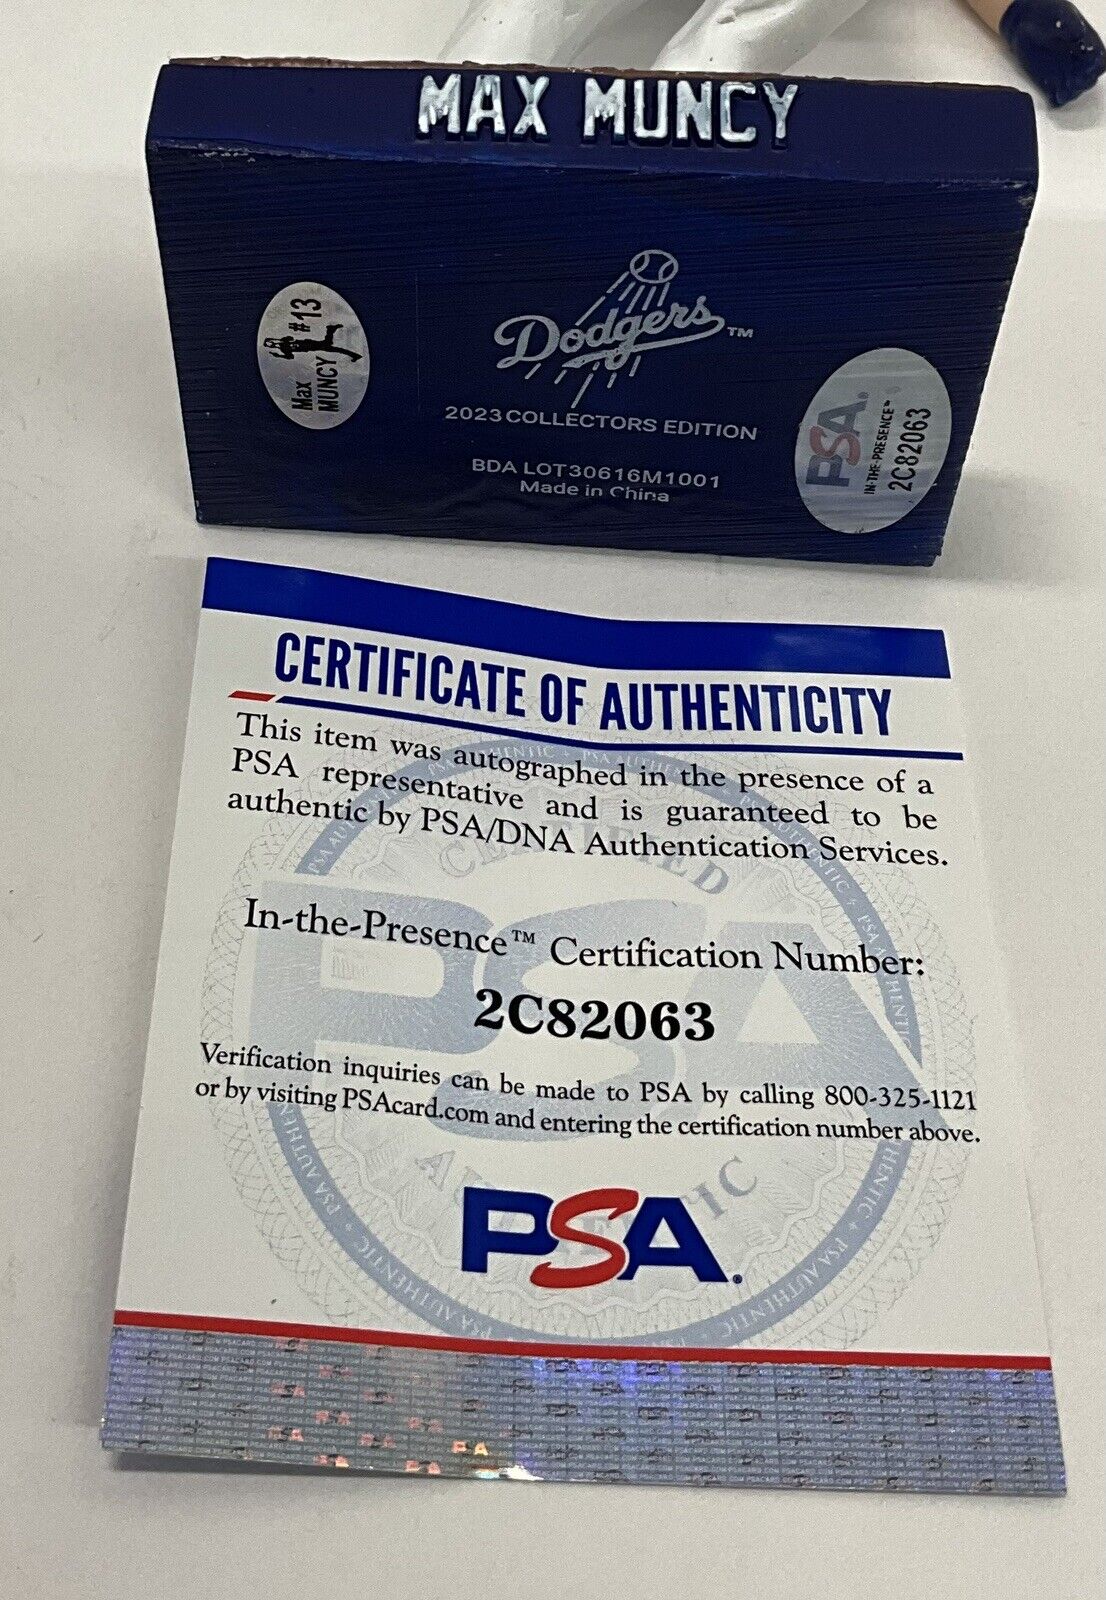 MAX MUNCY
#13
Max
MUNCY
Dodgers™
2023 COLLECTORS EDITION
BDA LOT30616M1001
Made in China
PSA®
IN-THE-PRESENCE™
2C82063
CERTIFICATE OF AUTHENTICITY
This item was autographed in the presence of a
PSA representative and is guaranteed to be
authentic by PSA/DNA Authentication Services.
In-the-Presence™ Certification Number:
2C82063
Verification inquiries can be made to PSA by calling 800-325-1121
or by visiting PSAcard.com and entering the certification number above.
PSA®